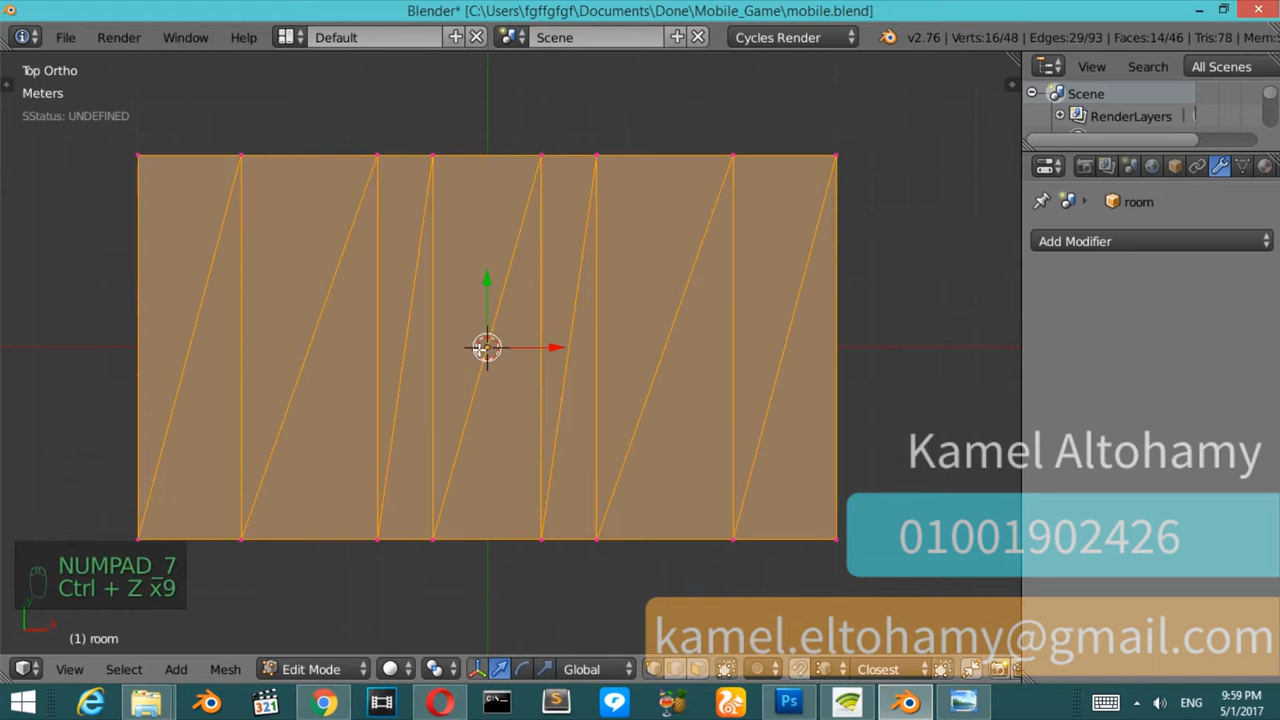 Blender* [C:\Users\fgffgfgf\Documents\Done\Mobile_Game\mobile.blend]
File Render Window Help Default Scene Cycles Render v2.76 | Verts:16/48 | Edges:29/93 | Faces:14/46 | Tris:78 | Mem:
Top Ortho
Meters
SStatus: UNDEFINED
View Search All Scenes
Scene
RenderLayers
room
Add Modifier
Kamel Altohamy
01001902426
kamel.eltohamy@gmail.com
NUMPAD_7
Ctrl + Z x9
(1) room
View Select Add Mesh Edit Mode Global Closest
ENG
9:59 PM
5/1/2017